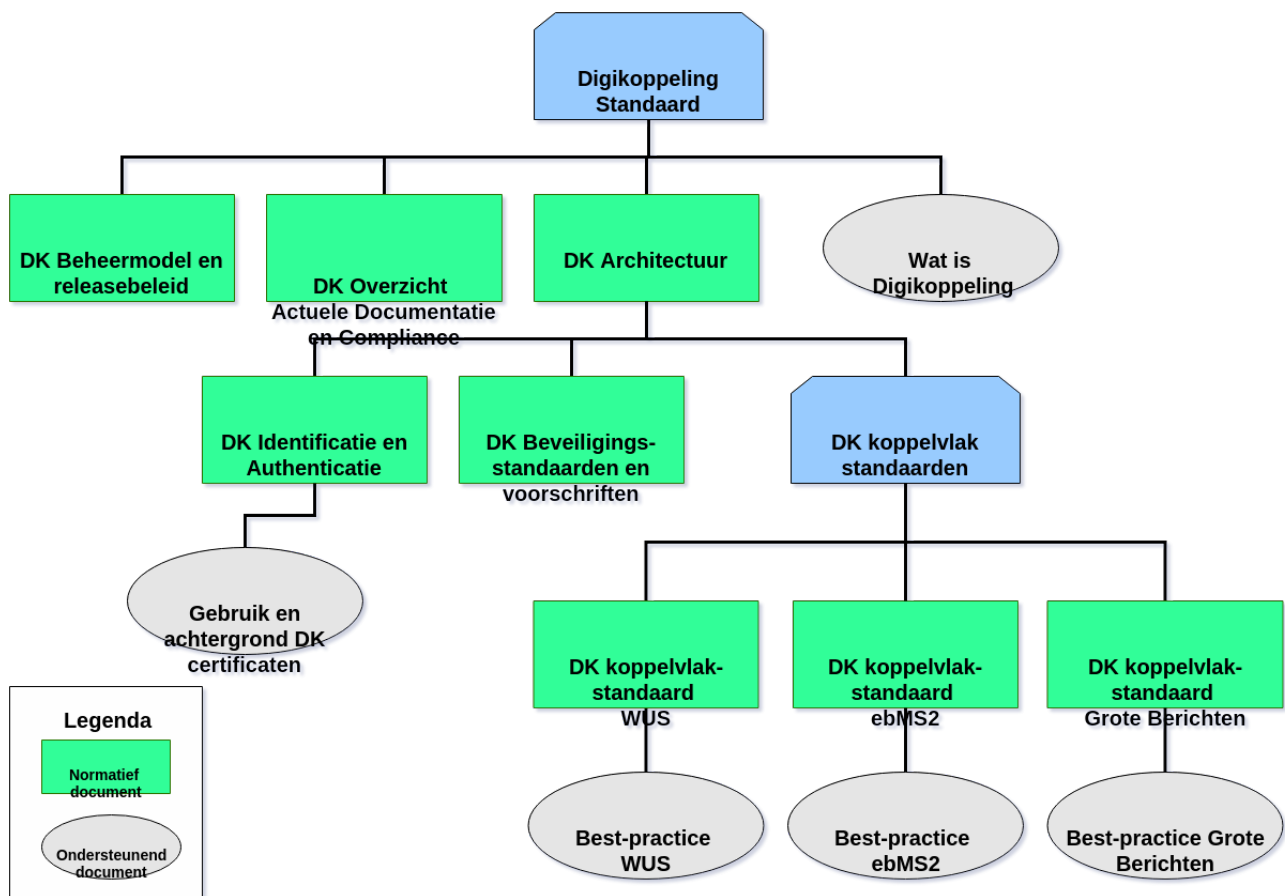 Digikoppeling
Standaard
DK Beheermodel en
releasebeleid
DK Overzicht
Actuele Documentatie
en Compliance
DK Architectuur
Wat is
Digikoppeling
DK Identificatie en
Authenticatie
DK Beveiligings-
standaarden en
voorschriften
DK koppelvlak
standaarden
Gebruik en
achtergrond DK
certificaten
DK koppelvlak-
standaard
WUS
DK koppelvlak-
standaard
ebMS2
DK koppelvlak-
standaard
Grote Berichten
Best-practice
WUS
Best-practice
ebMS2
Best-practice Grote
Berichten
Legenda
Normatief
document
Ondersteunend
document